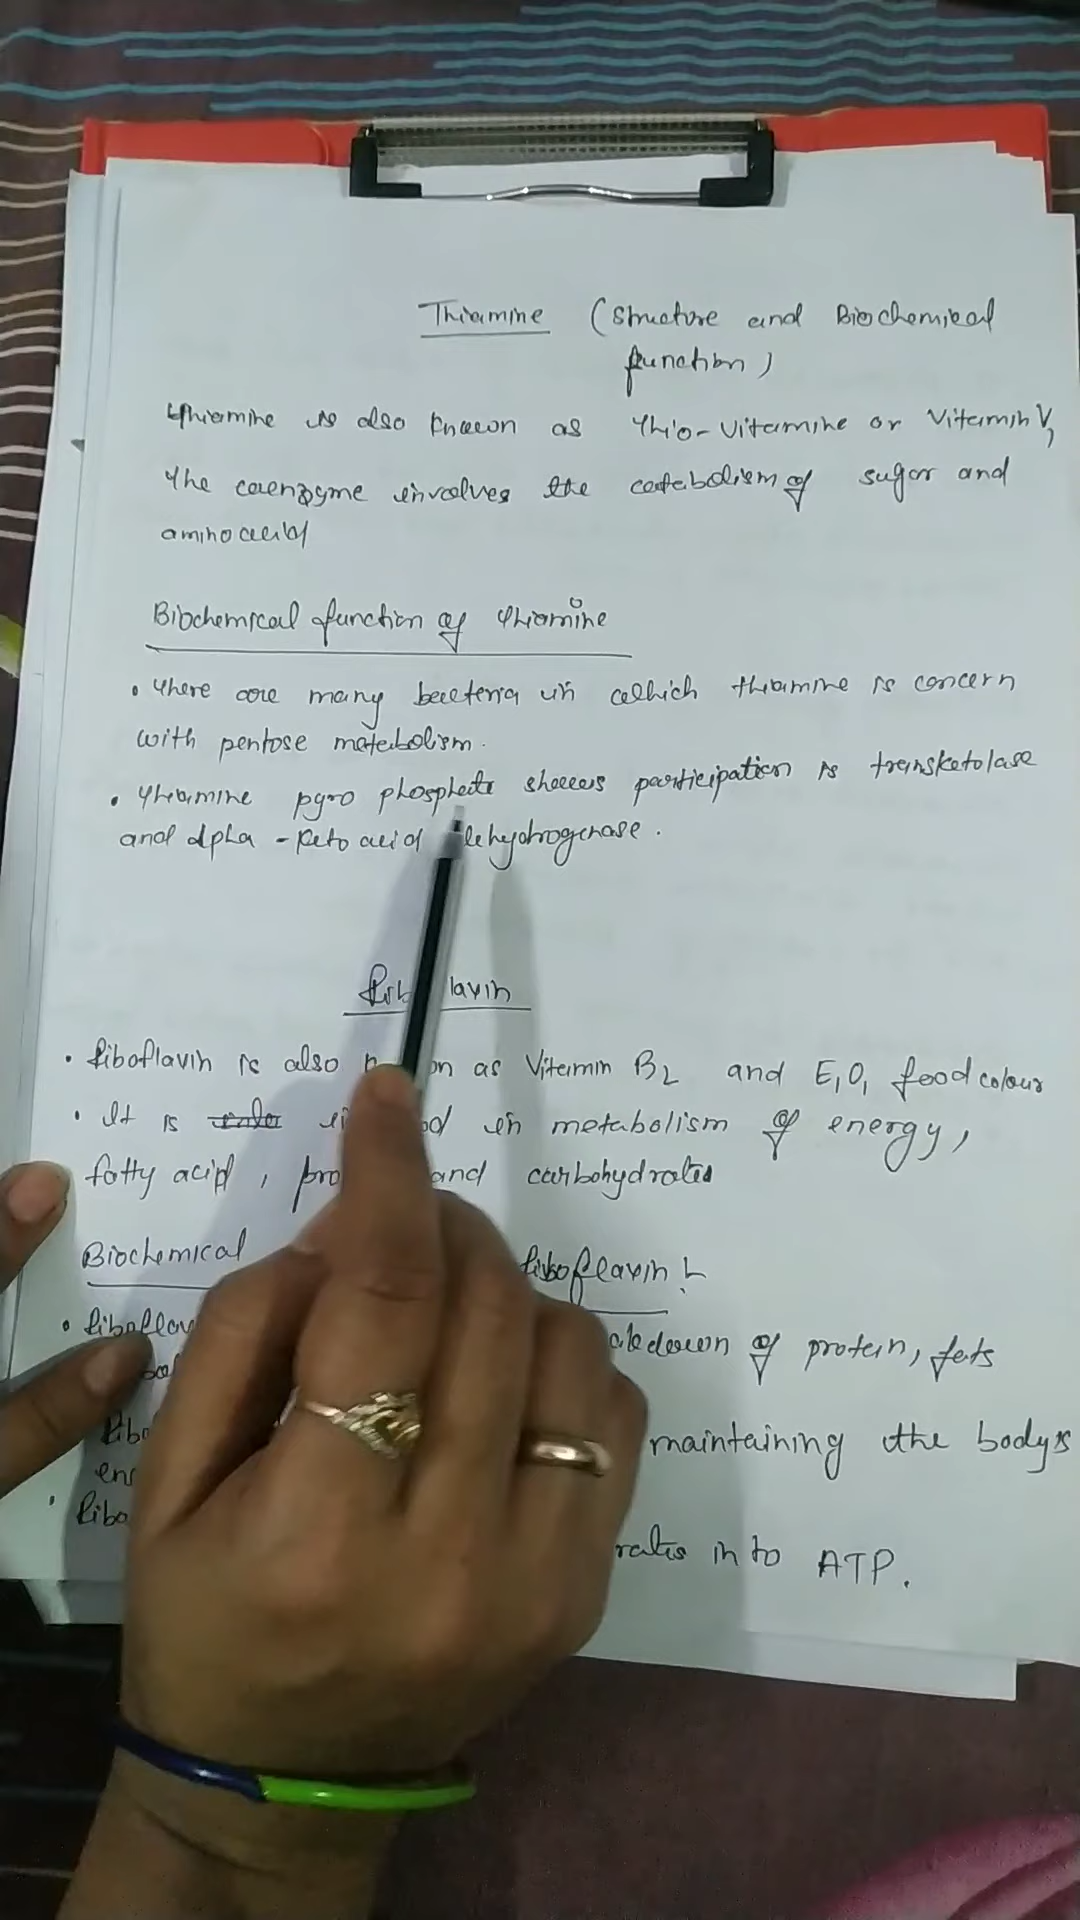 Thiamine (Structure and Biochemical
function)
Thiamine is also known as Thio-Vitamine or Vitamin V,
The coenzyme involves the catabolism of sugar and
amino acid
Biochemical function of Thiamine
• There are many bacteria in which thiamine is concern
with pentose metabolism.
• Thiamine pyro phosphate shows participation is transketolase
and alpha - keto acid dehydrogenase.
lavin
• Riboflavin is also as Vitamin B2 and E,O, food colour
• It is in metabolism of energy,
fatty acid, and carbohydrates
Biochemical Riboflavin :-
• of protein, fats
maintaining the body's
into ATP.